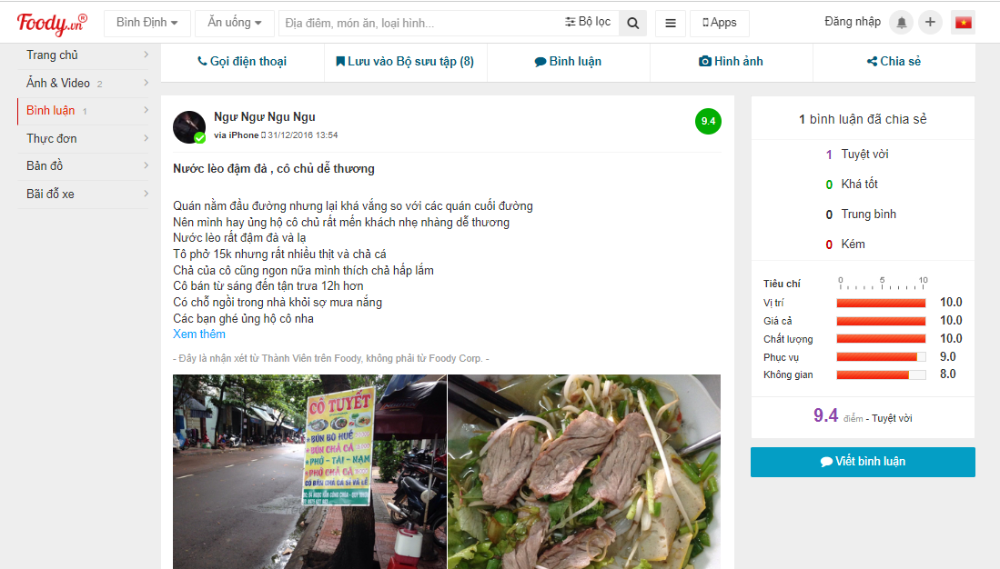 Foody.vn®
Bình Định
Ăn uống
Địa điểm, món ăn, loại hình...
Bộ lọc
Apps
Đăng nhập
Trang chủ
Ảnh & Video 2
Bình luận 1
Thực đơn
Bản đồ
Bãi đỗ xe
Gọi điện thoại
Lưu vào Bộ sưu tập (8)
Bình luận
Hình ảnh
Chia sẻ
Ngư Ngư Ngu Ngu
via iPhone 31/12/2016 13:54
9.4
Nước lèo đậm đà , cô chủ dễ thương
Quán nằm đầu đường nhưng lại khá vắng so với các quán cuối đường
Nên mình hay ủng hộ cô chủ rất mến khách nhẹ nhàng dễ thương
Nước lèo rất đậm đà và lạ
Tô phở 15k nhưng rất nhiều thịt và chả cá
Chả của cô cũng ngon nữa mình thích chả hấp lắm
Cô bán từ sáng đến tận trưa 12h hơn
Có chỗ ngồi trong nhà khỏi sợ mưa nắng
Các bạn ghé ủng hộ cô nha
Xem thêm
- Đây là nhận xét từ Thành Viên trên Foody, không phải từ Foody Corp. -
CÔ TUYẾT
BÚN BÒ HUẾ
BÚN CHẢ CÁ
PHỞ - TÁI - NẠM
PHỞ CHẢ CÁ
CÓ BÁN CHẢ CÁ SỈ VÀ LẺ
1 bình luận đã chia sẻ
1 Tuyệt vời
0 Khá tốt
0 Trung bình
0 Kém
Tiêu chí 0 5 10
Vị trí 10.0
Giá cả 10.0
Chất lượng 10.0
Phục vụ 9.0
Không gian 8.0
9.4 điểm - Tuyệt vời
Viết bình luận